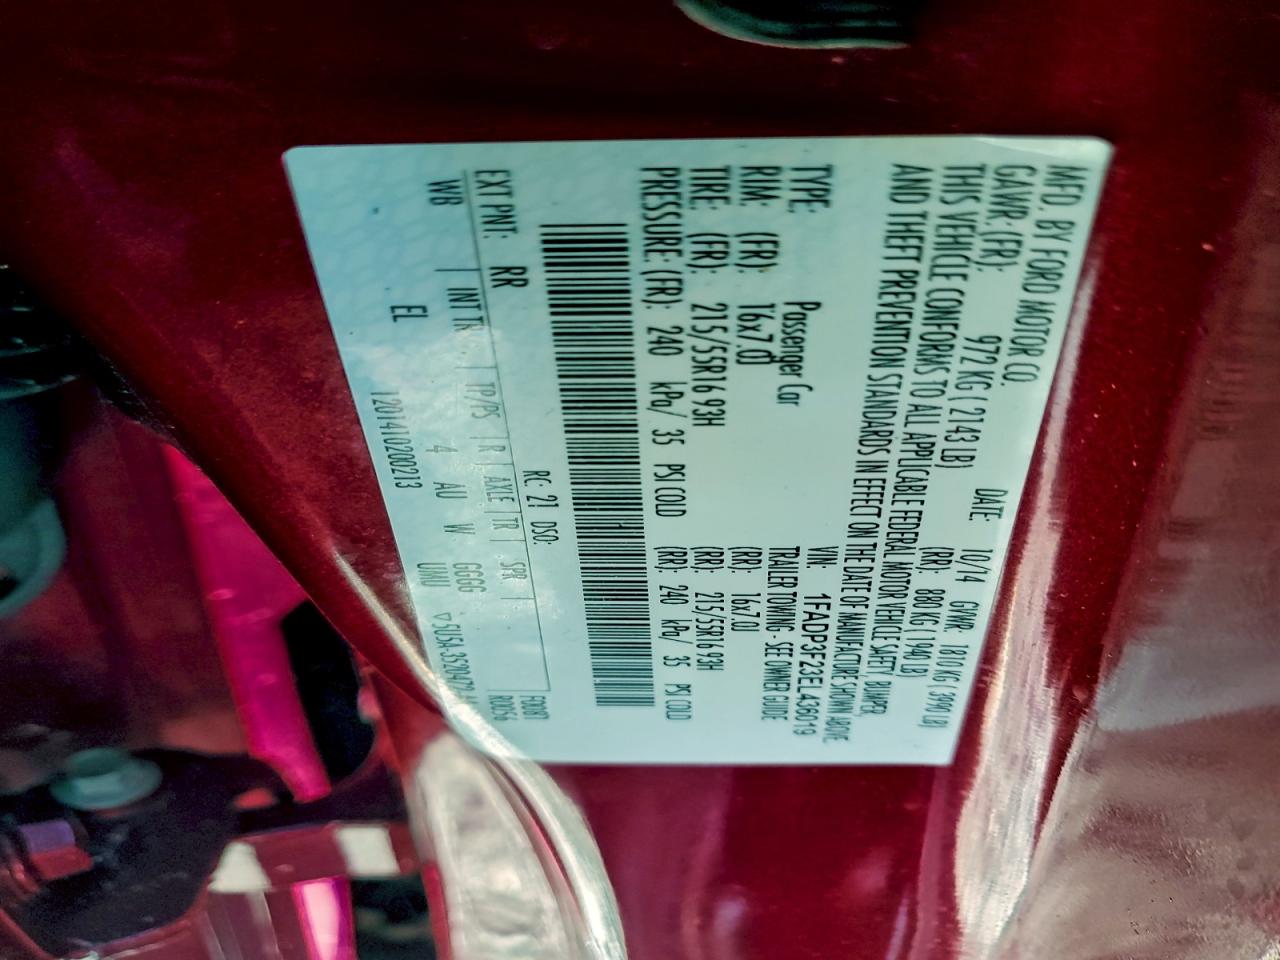 MFD. BY FORD MOTOR CO.
DATE: 10/14 GVWR: 1810 KG / 3990 LB
GAWR: (FR): 972 KG ( 2143 LB) (RR): 880 KG ( 1940 LB)
THIS VEHICLE CONFORMS TO ALL APPLICABLE FEDERAL MOTOR VEHICLE SAFETY , BUMPER,
AND THEFT PREVENTION STANDARDS IN EFFECT ON THE DATE OF MANUFACTURE SHOWN ABOVE
VIN: 1FADP3F23EL436019
TYPE: Passenger Car TRAILER TOWING - SEE OWNER GUIDE
RIM: (FR): 16x7.0J (RR): 16x7.0J
TIRE: (FR): 215/55R16 93H (RR): 215/55R16 93H
PRESSURE: (FR): 240 kPa/ 35 PSI COLD (RR): 240 kPa/ 35 PSI COLD
EXT PNT: RR RC: 21 DSO:
WB INT TR TP/PS R AXLE TR SPR
EL 4 AU W GGGG
120141020021​3 UNU